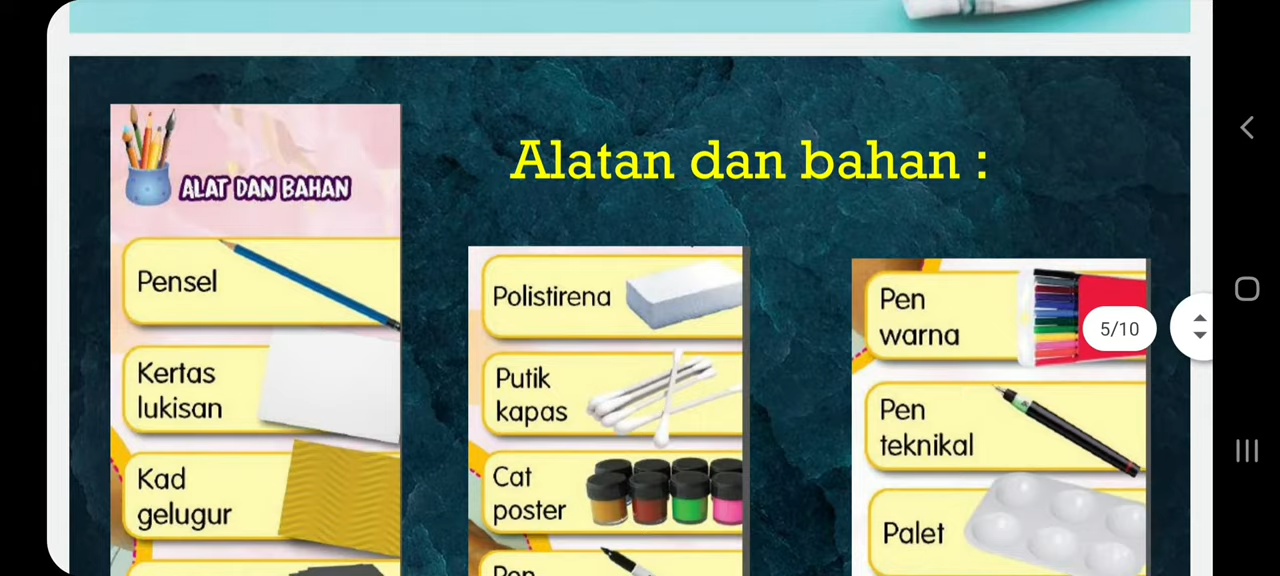 Alatan dan bahan :
ALAT DAN BAHAN
Pensel
Kertas
lukisan
Kad
gelugur
Polistirena
Putik
kapas
Cat
poster
Pen
Pen
warna
Pen
teknikal
Palet
5/10